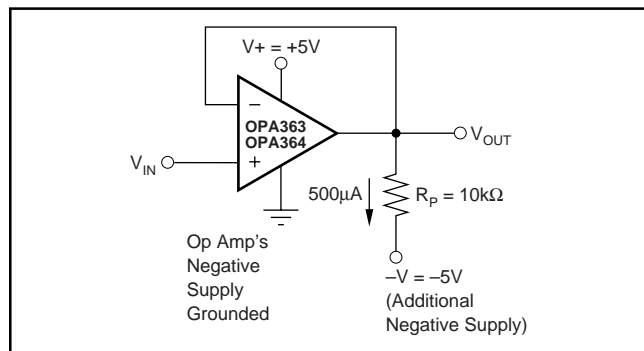 V+ = +5V
−
OPA363
OPA364
+
V_IN
V_OUT
500µA
R_P = 10kΩ
Op Amp's
Negative
Supply
Grounded
−V = −5V
(Additional
Negative Supply)